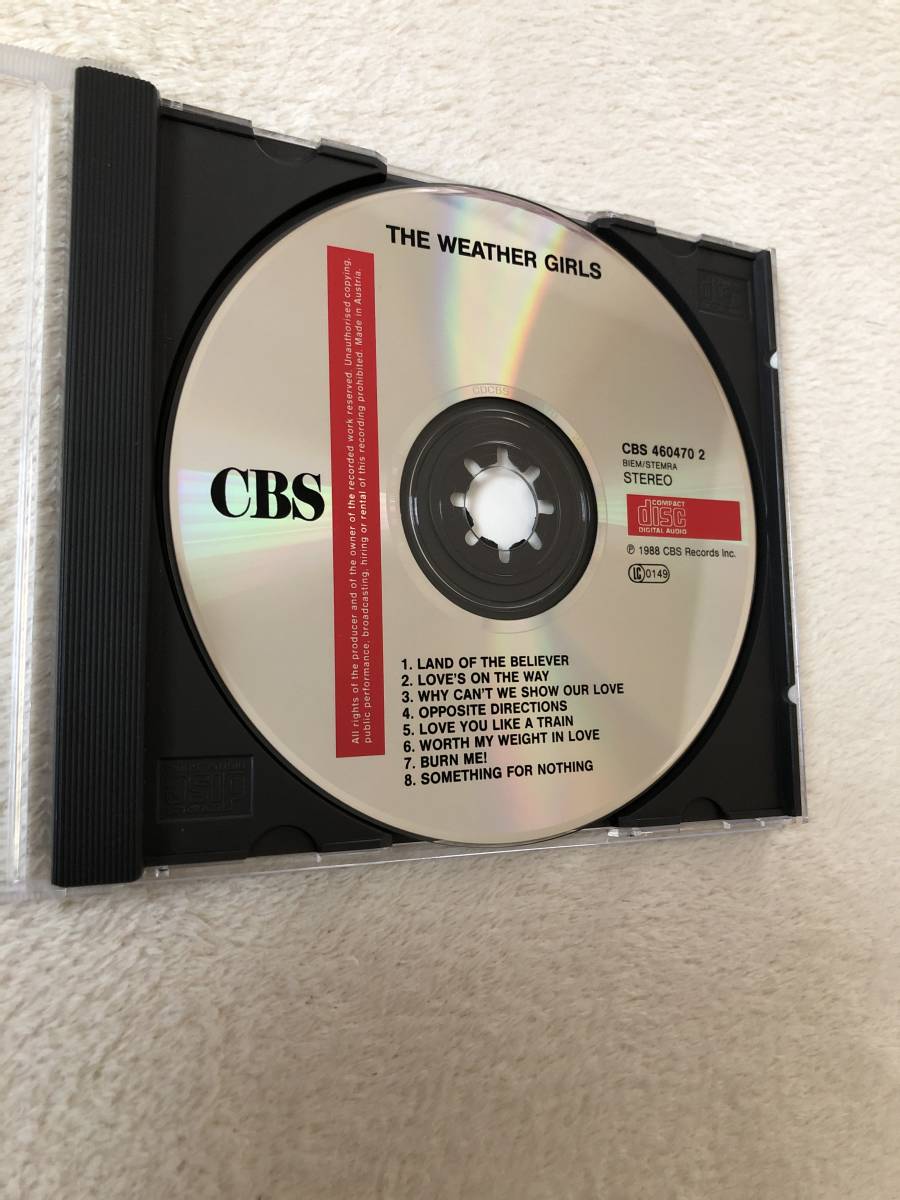 THE WEATHER GIRLS
All rights of the producer and of the owner of the recorded work reserved. Unauthorised copying,
public performance, broadcasting, hiring or rental of this recording prohibited. Made in Austria.
CBS
CDCBS
CBS 460470 2
BIEM/STEMRA
STEREO
COMPACT
disc
DIGITAL AUDIO
℗ 1988 CBS Records Inc.
LC 0149
1. LAND OF THE BELIEVER
2. LOVE'S ON THE WAY
3. WHY CAN'T WE SHOW OUR LOVE
4. OPPOSITE DIRECTIONS
5. LOVE YOU LIKE A TRAIN
6. WORTH MY WEIGHT IN LOVE
7. BURN ME!
8. SOMETHING FOR NOTHING